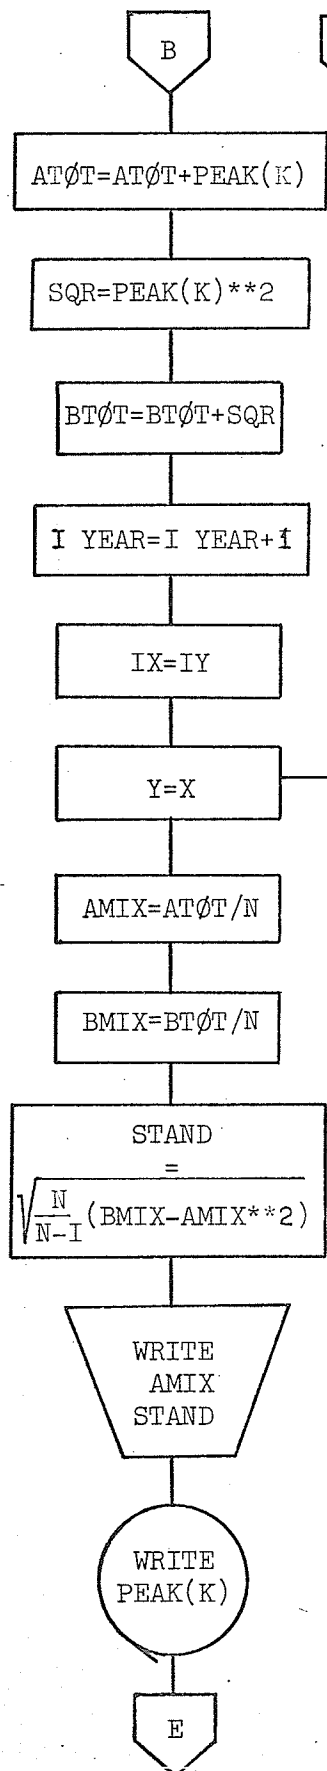 B
ATØT=ATØT+PEAK(K)
SQR=PEAK(K)**2
BTØT=BTØT+SQR
I YEAR=I YEAR+1
IX=IY
Y=X
AMIX=ATØT/N
BMIX=BTØT/N
STAND
=
√N/N-I(BMIX-AMIX**2)
WRITE
AMIX
STAND
WRITE
PEAK(K)
E